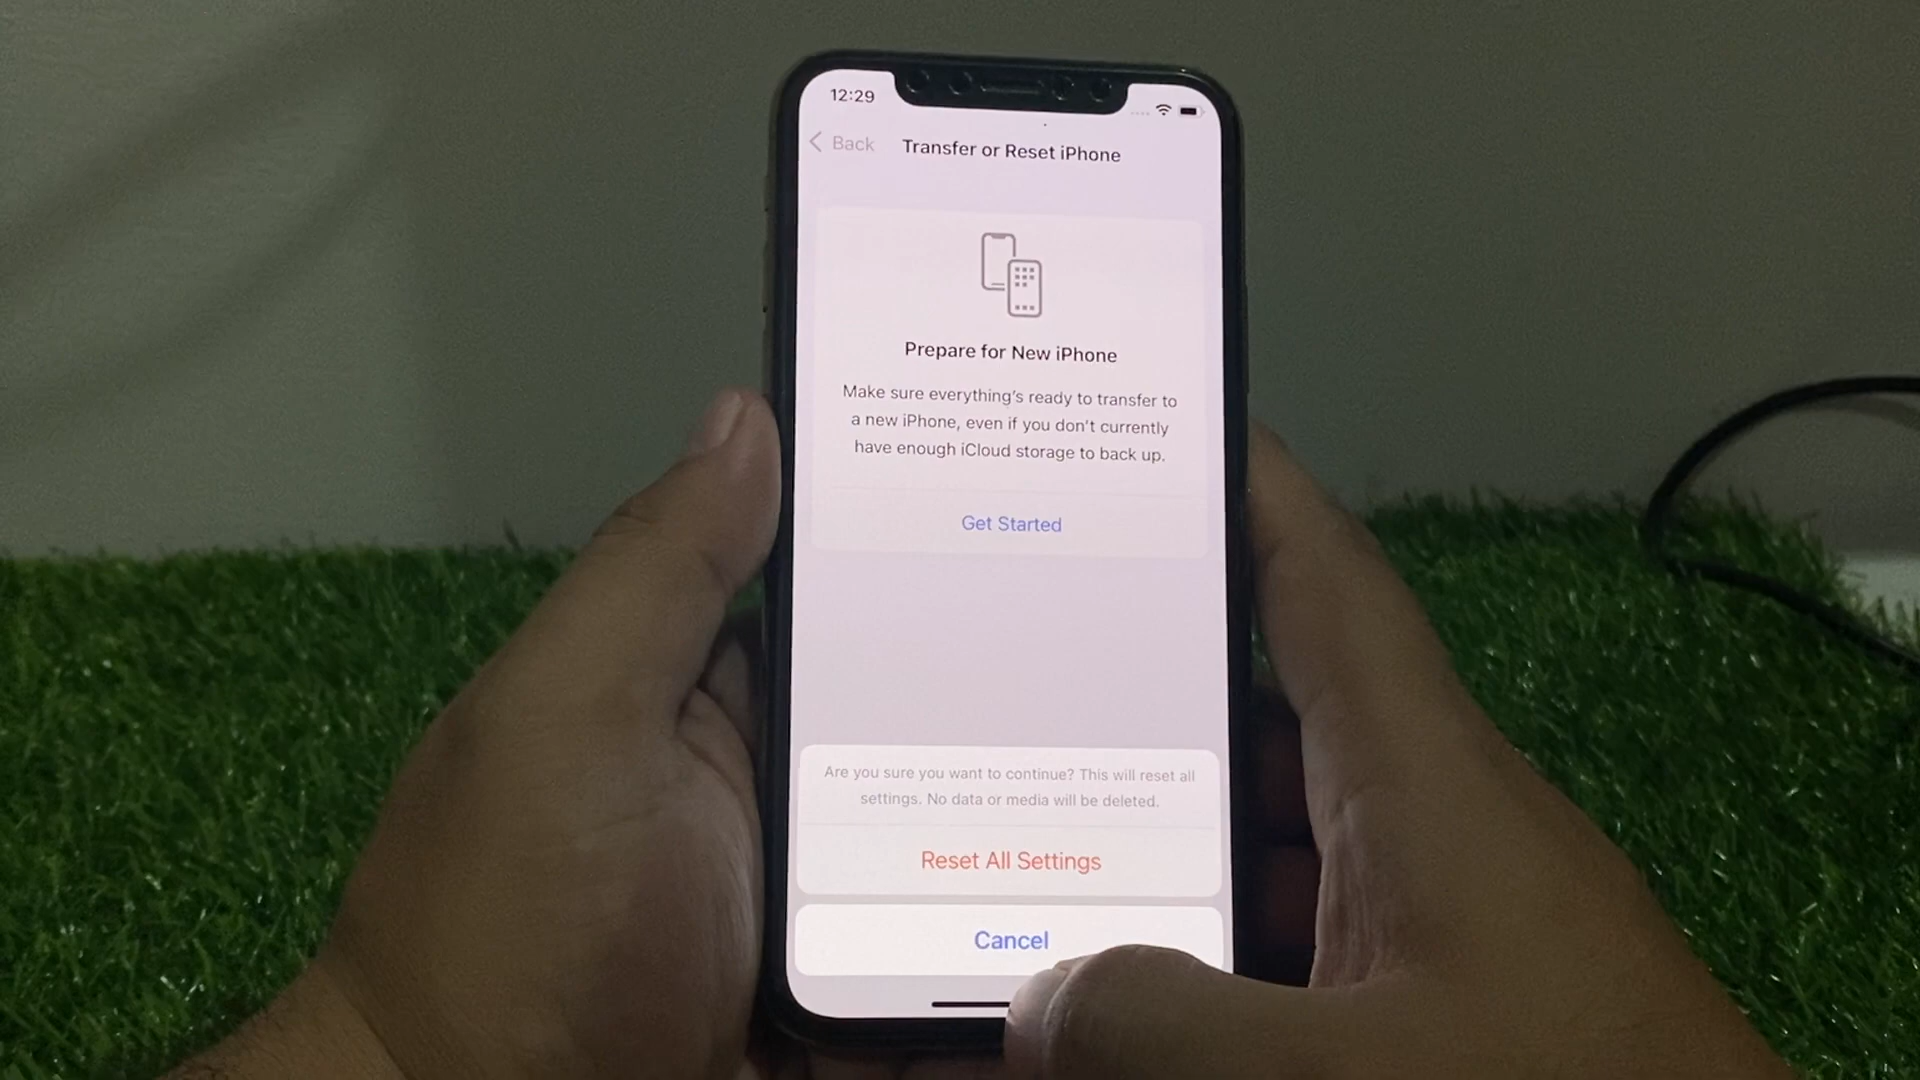 12:29
Back
Transfer or Reset iPhone
Prepare for New iPhone
Make sure everything's ready to transfer to
a new iPhone, even if you don't currently
have enough iCloud storage to back up.
Get Started
Are you sure you want to continue? This will reset all
settings. No data or media will be deleted.
Reset All Settings
Cancel